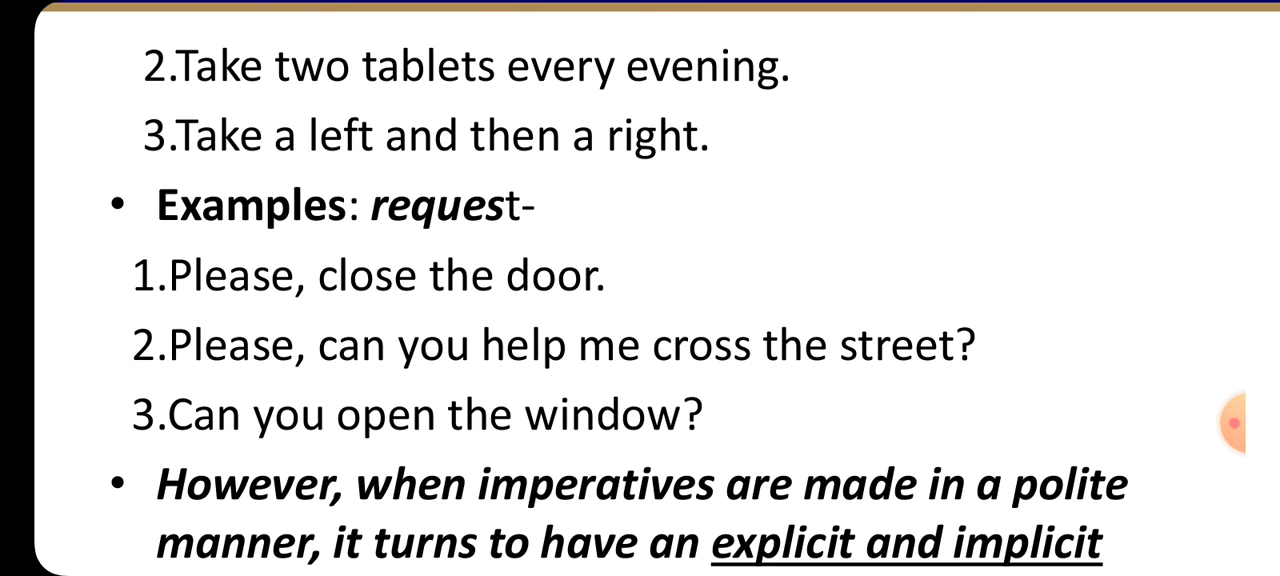 2.Take two tablets every evening.
3.Take a left and then a right.
• Examples: request-
1.Please, close the door.
2.Please, can you help me cross the street?
3.Can you open the window?
• However, when imperatives are made in a polite
manner, it turns to have an explicit and implicit